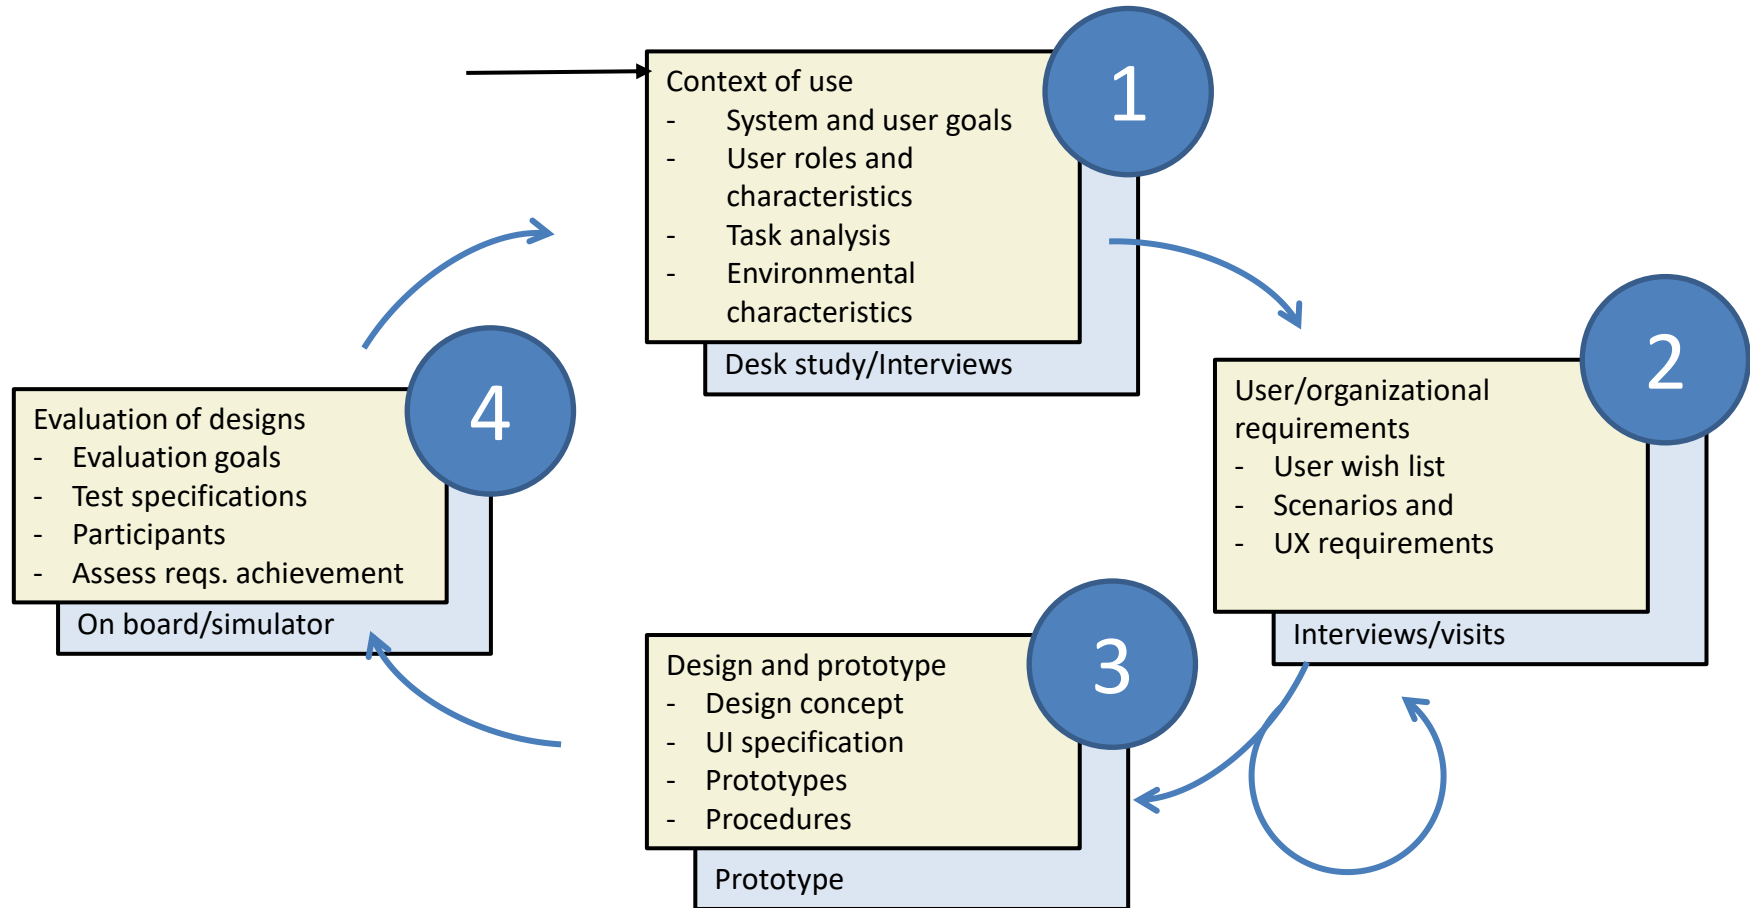 1
Context of use
- System and user goals
- User roles and
characteristics
- Task analysis
- Environmental
characteristics
Desk study/Interviews
2
User/organizational
requirements
- User wish list
- Scenarios and
- UX requirements
Interviews/visits
3
Design and prototype
- Design concept
- UI specification
- Prototypes
- Procedures
Prototype
4
Evaluation of designs
- Evaluation goals
- Test specifications
- Participants
- Assess reqs. achievement
On board/simulator